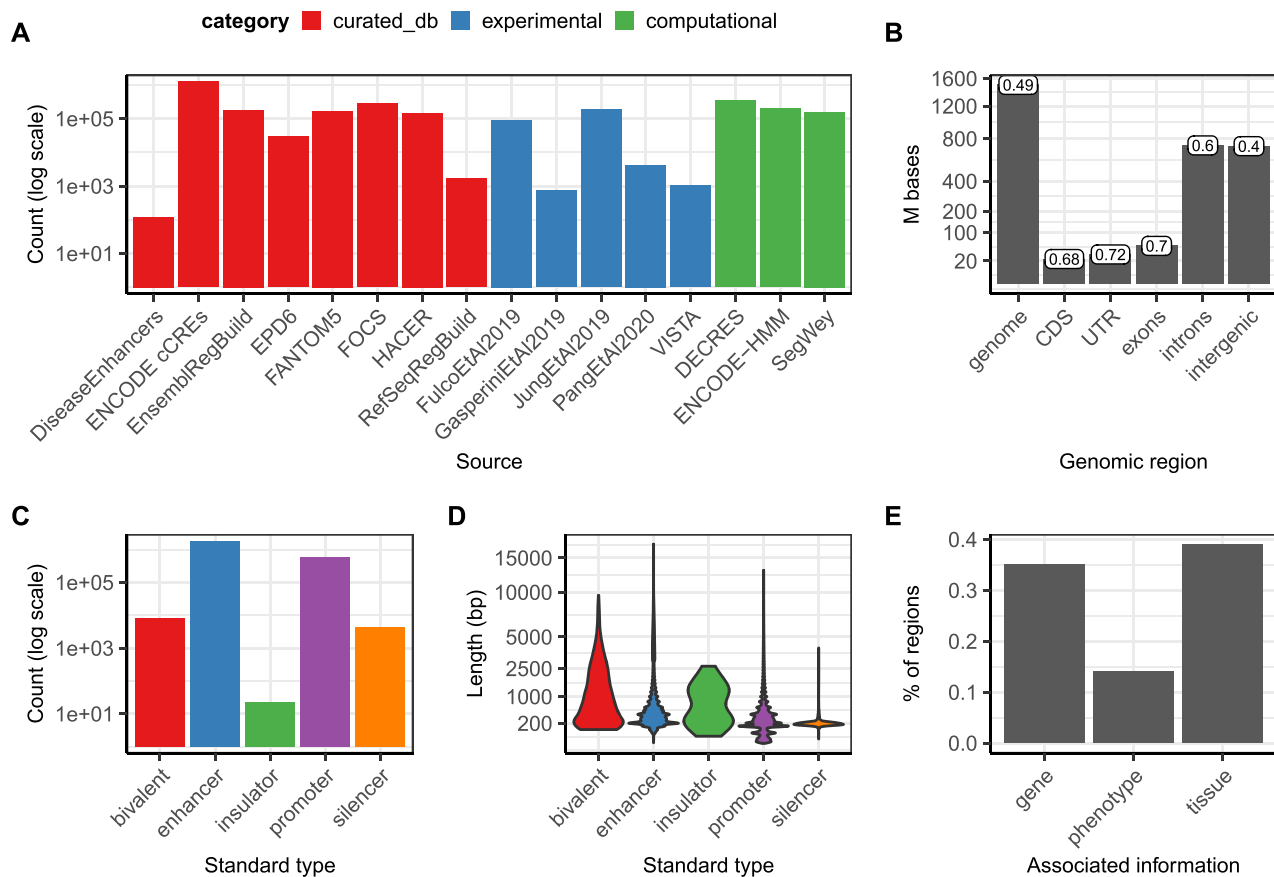 category curated_db experimental computational
A
Count (log scale)
1e+05
1e+03
1e+01
DiseaseEnhancers
ENCODE cCREs
EnsemblRegBuild
EPD6
FANTOM5
FOCS
HACER
RefSeqRegBuild
FulcoEtAl2019
GasperiniEtAl2019
JungEtAl2019
PangEtAl2020
VISTA
DECRES
ENCODE−HMM
SegWey
Source
B
M bases
1600
1200
800
400
200
100
20
0.49
0.68
0.72
0.7
0.6
0.4
genome
CDS
UTR
exons
introns
intergenic
Genomic region
C
Count (log scale)
1e+05
1e+03
1e+01
bivalent
enhancer
insulator
promoter
silencer
Standard type
D
Length (bp)
15000
10000
5000
2500
1000
200
bivalent
enhancer
insulator
promoter
silencer
Standard type
E
% of regions
0.4
0.3
0.2
0.1
0.0
gene
phenotype
tissue
Associated information